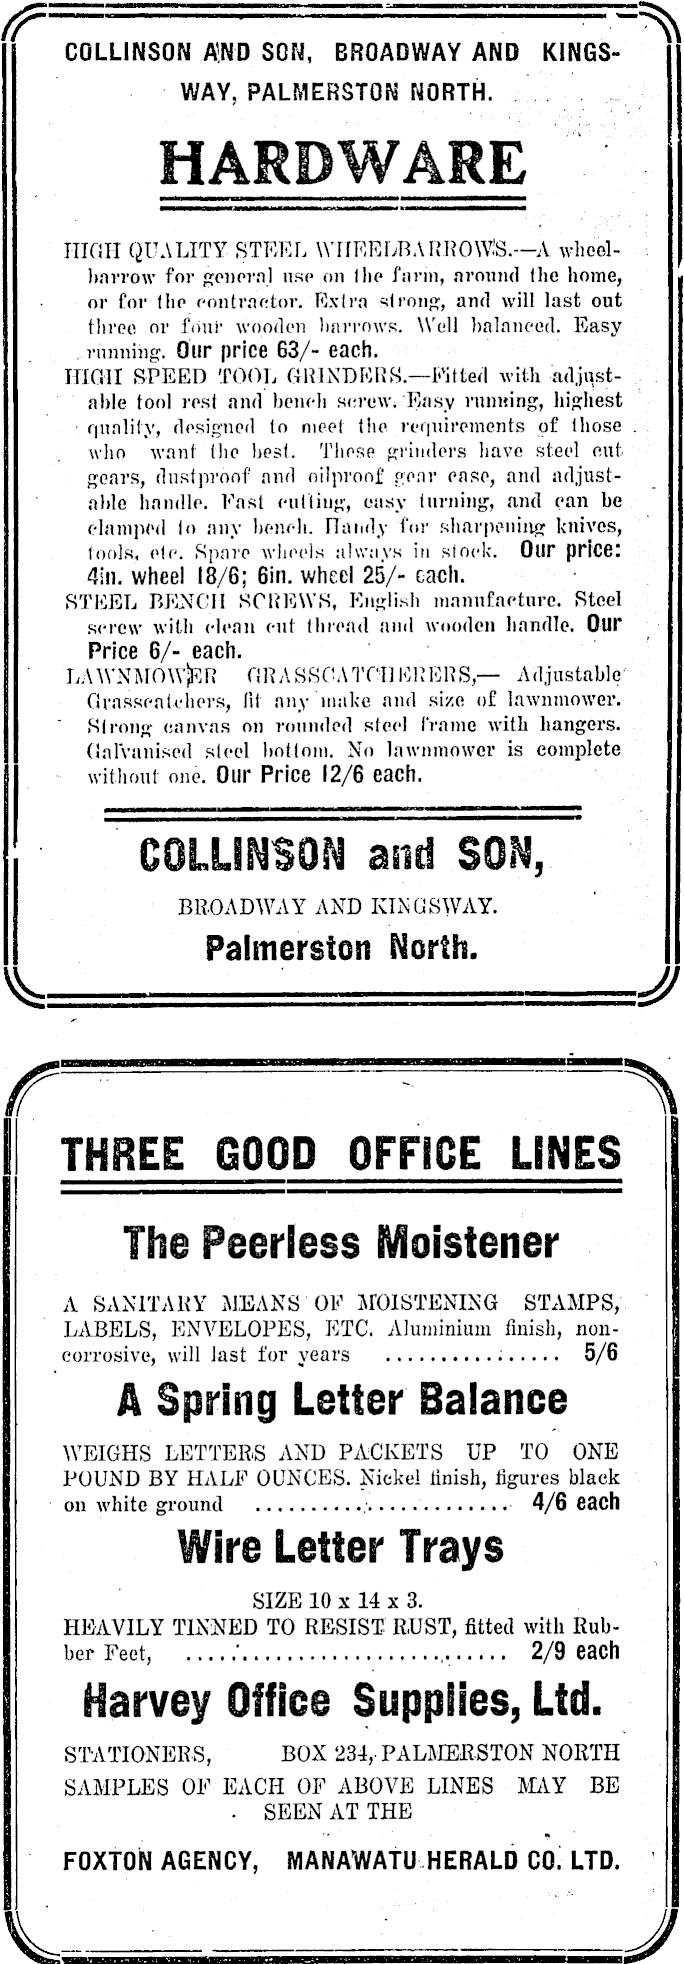 COLLINSON AND SON, BROADWAY AND KINGS-
WAY, PALMERSTON NORTH.
HARDWARE
HIGH QUALITY STEEL WHEELBARROWS.—A wheel-
barrow for general use on the farm, around the home,
or for the contractor. Extra strong, and will last out
three or four wooden barrows. Well balanced. Easy
running. Our price 63/- each.
HIGH SPEED TOOL GRINDERS.—Fitted with adjust-
able tool rest and bench screw. Easy running, highest
quality, designed to meet the requirements of those
who want the best. These grinders have steel cut
gears, dustproof and oilproof gear case, and adjust-
able handle. Fast cutting, easy turning, and can be
clamped to any bench. Handy for sharpening knives,
tools, etc. Spare wheels always in stock. Our price:
4in. wheel 18/6; 6in. wheel 25/- each.
STEEL BENCH SCREWS, English manufacture. Steel
screw with clean cut thread and wooden handle. Our
Price 6/- each.
LAWNMOWER GRASSCATCHERERS,— Adjustable
Grasscatchers, fit any make and size of lawnmower.
Strong canvas on rounded steel frame with hangers.
Galvanised steel bottom. No lawnmower is complete
without one. Our Price 12/6 each.
COLLINSON and SON,
BROADWAY AND KINGSWAY.
Palmerston North.
THREE GOOD OFFICE LINES
The Peerless Moistener
A SANITARY MEANS OF MOISTENING STAMPS,
LABELS, ENVELOPES, ETC. Aluminium finish, non-
corrosive, will last for years ................ 5/6
A Spring Letter Balance
WEIGHS LETTERS AND PACKETS UP TO ONE
POUND BY HALF OUNCES. Nickel finish, figures black
on white ground ....................... 4/6 each
Wire Letter Trays
SIZE 10 x 14 x 3.
HEAVILY TINNED TO RESIST RUST, fitted with Rub-
ber Feet, ............................. 2/9 each
Harvey Office Supplies, Ltd.
STATIONERS, BOX 234, PALMERSTON NORTH
SAMPLES OF EACH OF ABOVE LINES MAY BE
SEEN AT THE
FOXTON AGENCY, MANAWATU HERALD CO. LTD.